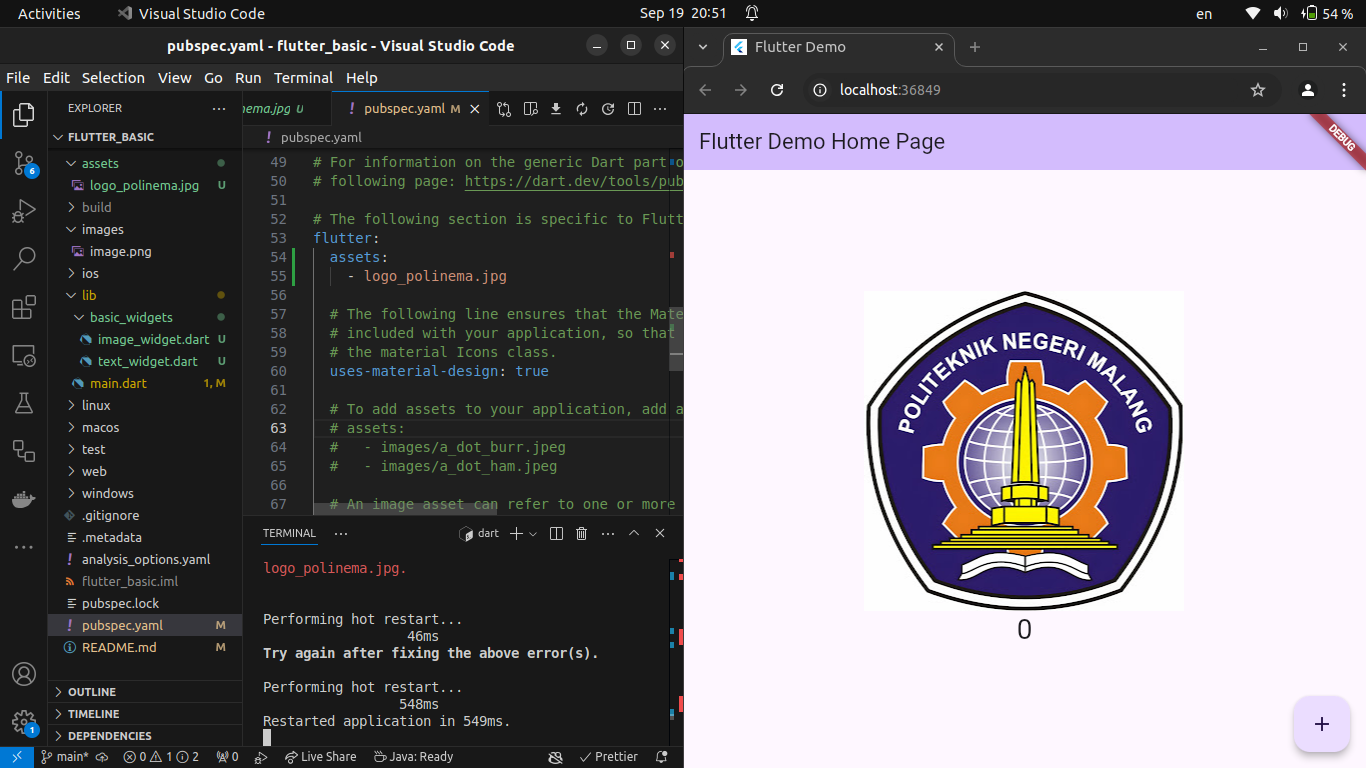 Activities
Visual Studio Code
Sep 19 20:51
en
54 %
pubspec.yaml - flutter_basic - Visual Studio Code
File Edit Selection View Go Run Terminal Help
EXPLORER
FLUTTER_BASIC
assets
logo_polinema.jpg U
build
images
image.png
ios
lib
basic_widgets
image_widget.dart U
text_widget.dart U
main.dart 1, M
linux
macos
test
web
windows
.gitignore
.metadata
analysis_options.yaml
flutter_basic.iml
pubspec.lock
pubspec.yaml M
README.md M
OUTLINE
TIMELINE
DEPENDENCIES
6
1
nema.jpg U
! pubspec.yaml M
! pubspec.yaml
49 # For information on the generic Dart part o
50 # following page: https://dart.dev/tools/pub
51
52 # The following section is specific to Flutt
53 flutter:
54 assets:
55 - logo_polinema.jpg
56
57 # The following line ensures that the Mate
58 # included with your application, so that
59 # the material Icons class.
60 uses-material-design: true
61
62 # To add assets to your application, add a
63 # assets:
64 # - images/a_dot_burr.jpeg
65 # - images/a_dot_ham.jpeg
66
67 # An image asset can refer to one or more
TERMINAL
dart
logo_polinema.jpg.
Performing hot restart...
46ms
Try again after fixing the above error(s).
Performing hot restart...
548ms
Restarted application in 549ms.
main* 0 1 2 0 Live Share Java: Ready Prettier
Flutter Demo
localhost:36849
Flutter Demo Home Page
DEBUG
POLITEKNIK NEGERI MALANG
0
+